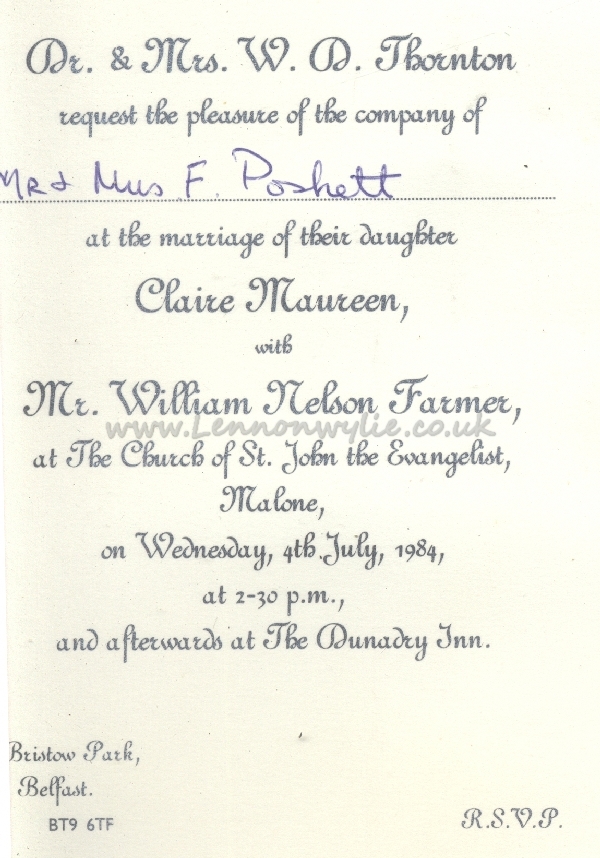 Dr. & Mrs. W. D. Thornton
request the pleasure of the company of
Mr & Mrs F. Poskett
at the marriage of their daughter
Claire Maureen,
with
Mr. William Nelson Farmer,
www.Lennonwylie.co.uk
at The Church of St. John the Evangelist,
Malone,
on Wednesday, 4th July, 1984,
at 2-30 p.m.,
and afterwards at The Dunadry Inn.
Bristow Park,
Belfast.
BT9 6TF
R.S.V.P.